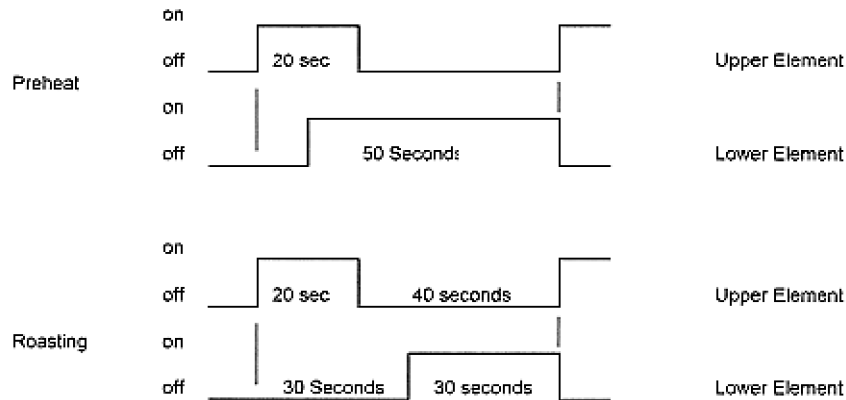 on
off 20 sec Upper Element
Preheat
on
off 50 Seconds Lower Element
on
off 20 sec 40 seconds Upper Element
Roasting on
off 30 Seconds 30 seconds Lower Element